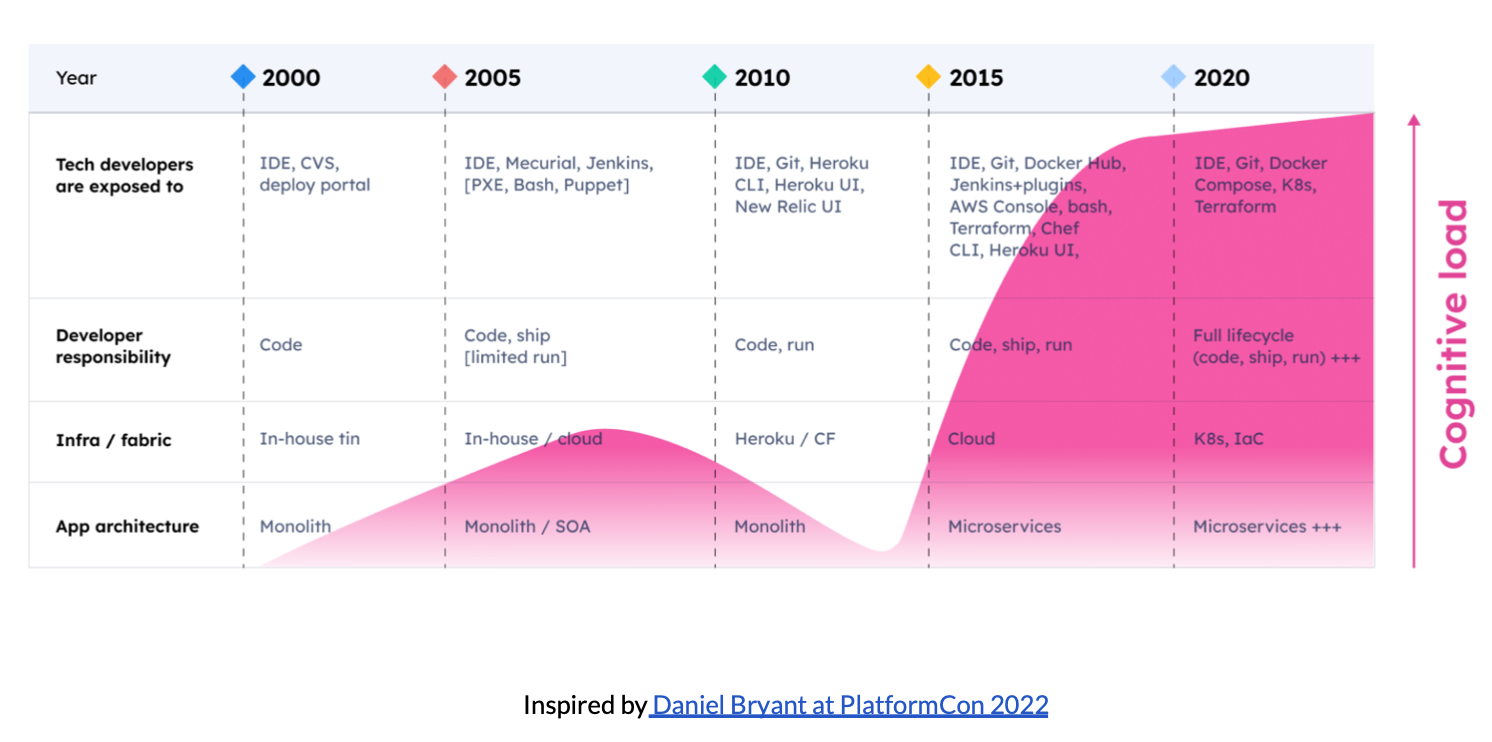 Year
2000
2005
2010
2015
2020
Tech developers
are exposed to
IDE, CVS,
deploy portal
IDE, Mecurial, Jenkins,
[PXE, Bash, Puppet]
IDE, Git, Heroku
CLI, Heroku UI,
New Relic UI
IDE, Git, Docker Hub,
Jenkins+plugins,
AWS Console, bash,
Terraform, Chef
CLI, Heroku UI,
IDE, Git, Docker
Compose, K8s,
Terraform
Developer
responsibility
Code
Code, ship
[limited run]
Code, run
Code, ship, run
Full lifecycle
(code, ship, run) +++
Infra / fabric
In-house tin
In-house / cloud
Heroku / CF
Cloud
K8s, IaC
App architecture
Monolith
Monolith / SOA
Monolith
Microservices
Microservices +++
Cognitive load
Inspired by Daniel Bryant at PlatformCon 2022